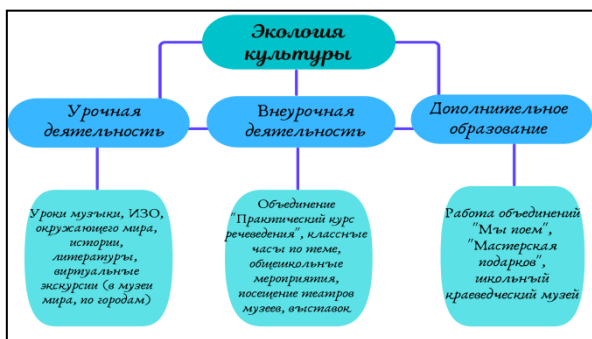 Экология
культуры
Урочная
деятельность
Внеурочная
деятельность
Дополнительное
образование
Уроки музыки, ИЗО,
окружающего мира,
истории,
литературы,
виртуальные
экскурсии (в музеи
мира, по городам)
Объединение
"Практический курс
речеведения", классные
часы по теме,
общешкольные
мероприятия,
посещение театров
музеев, выставок
Работа объединений
"Мы поем",
"Мастерская
подарков",
школьный
краеведческий музей